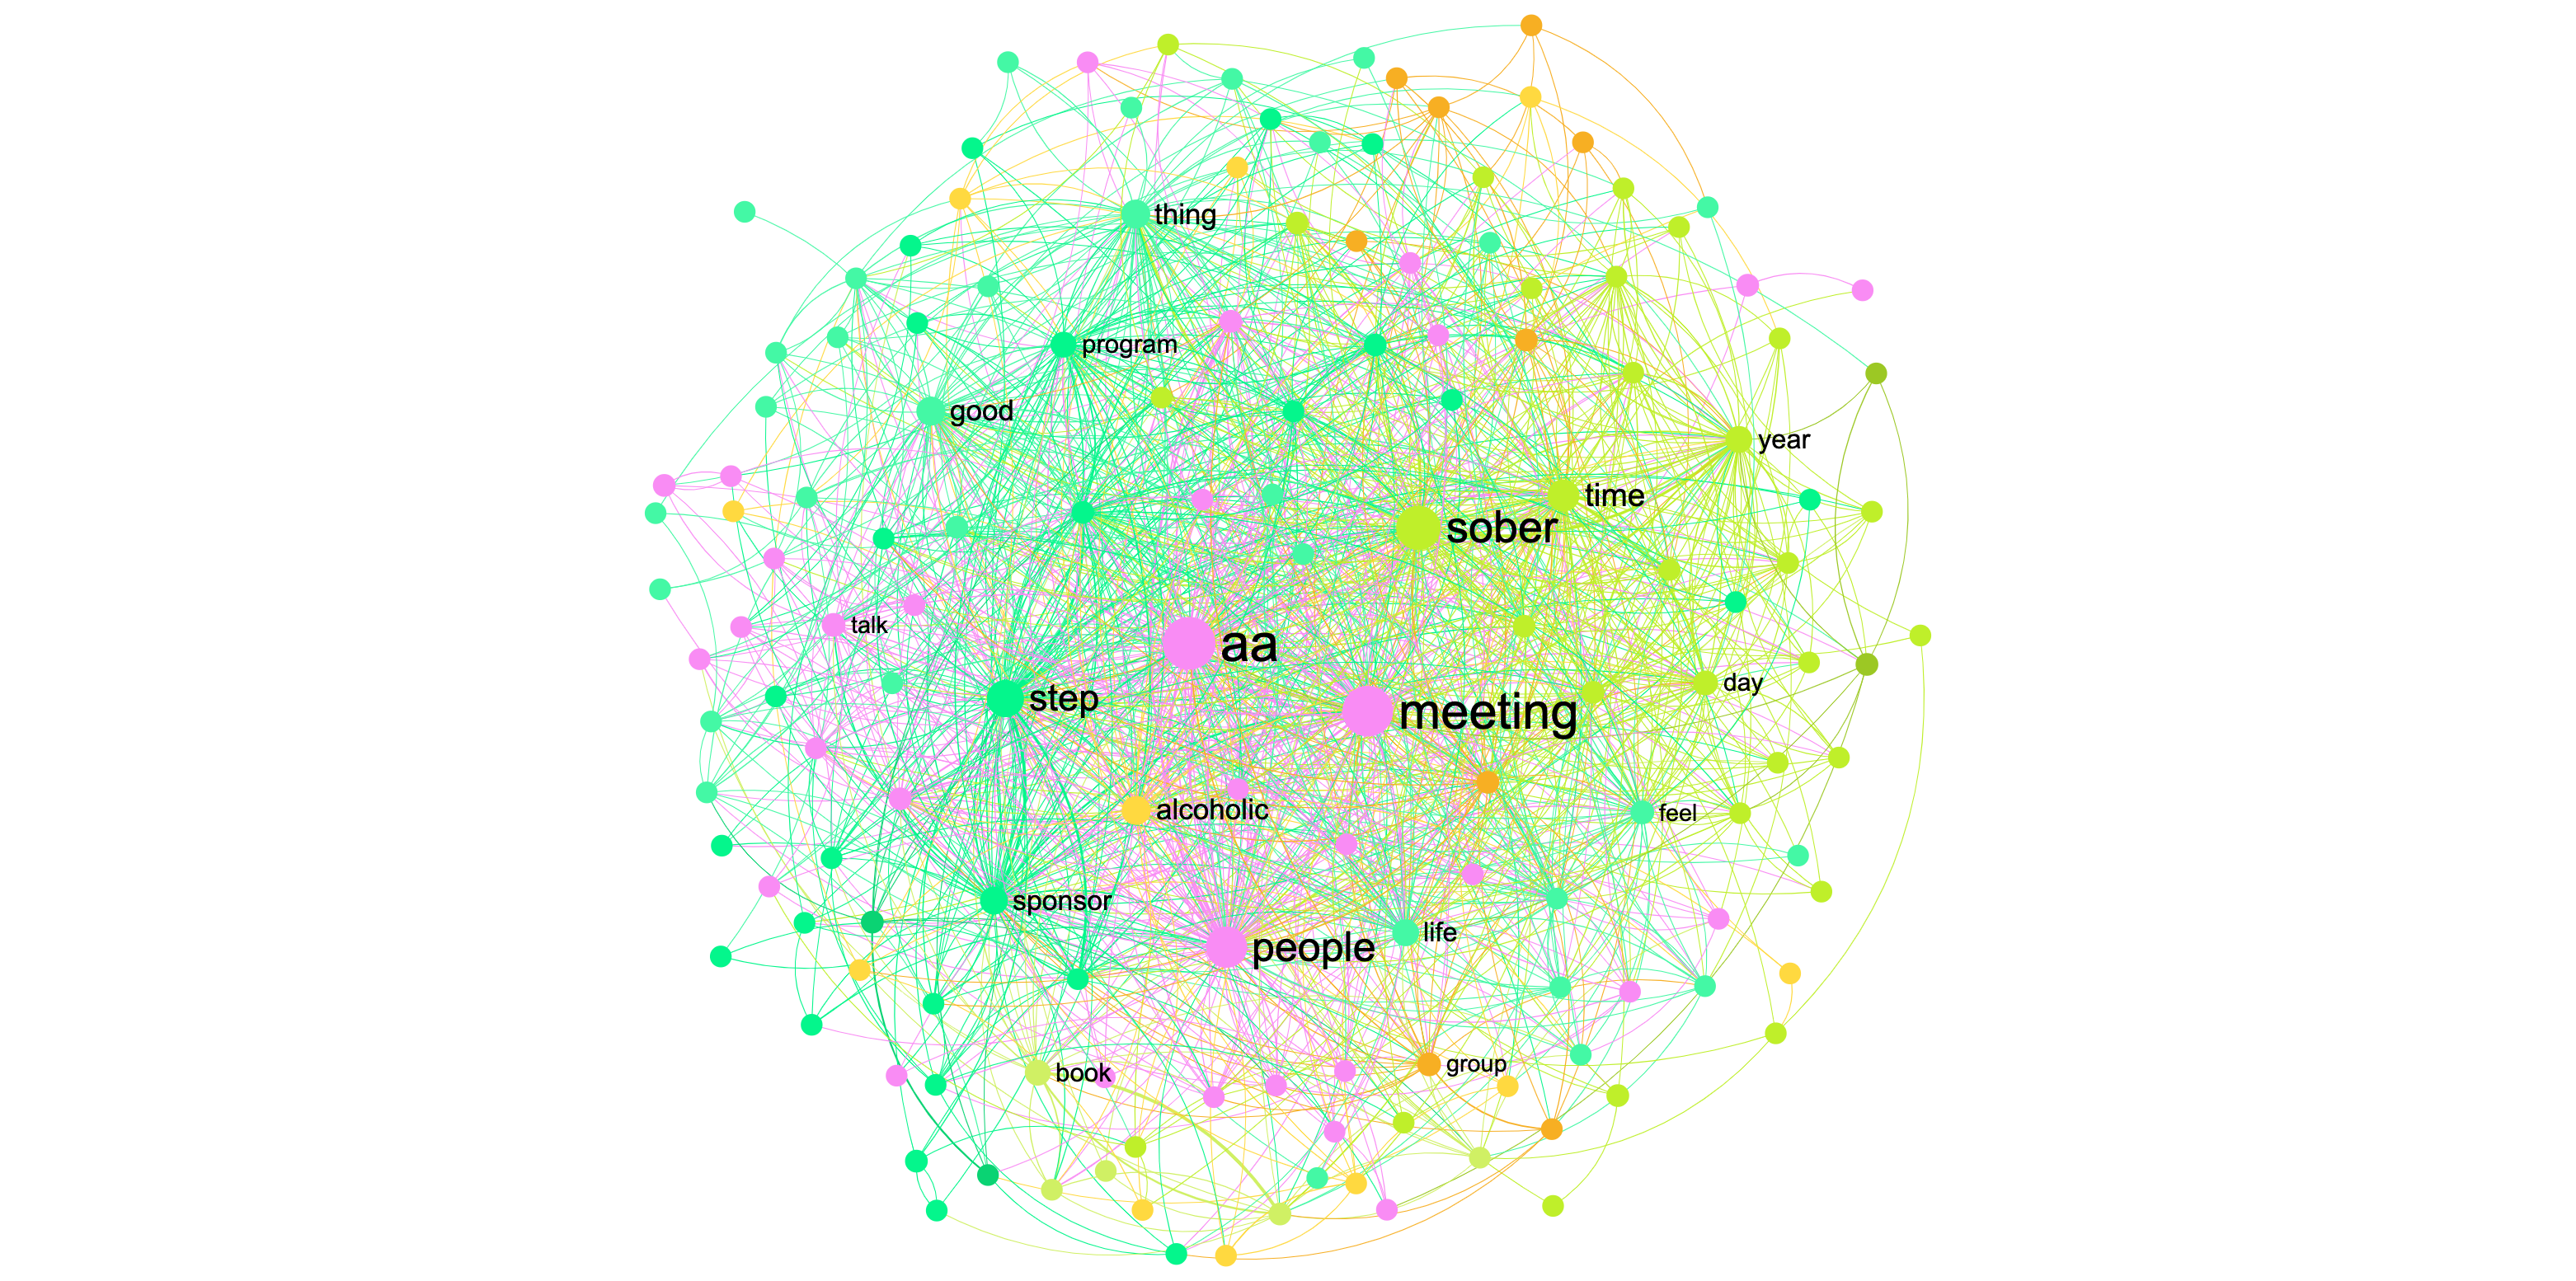 thing
program
good
year
time
sober
talk
aa
step
day
meeting
alcoholic
feel
sponsor
life
people
group
book